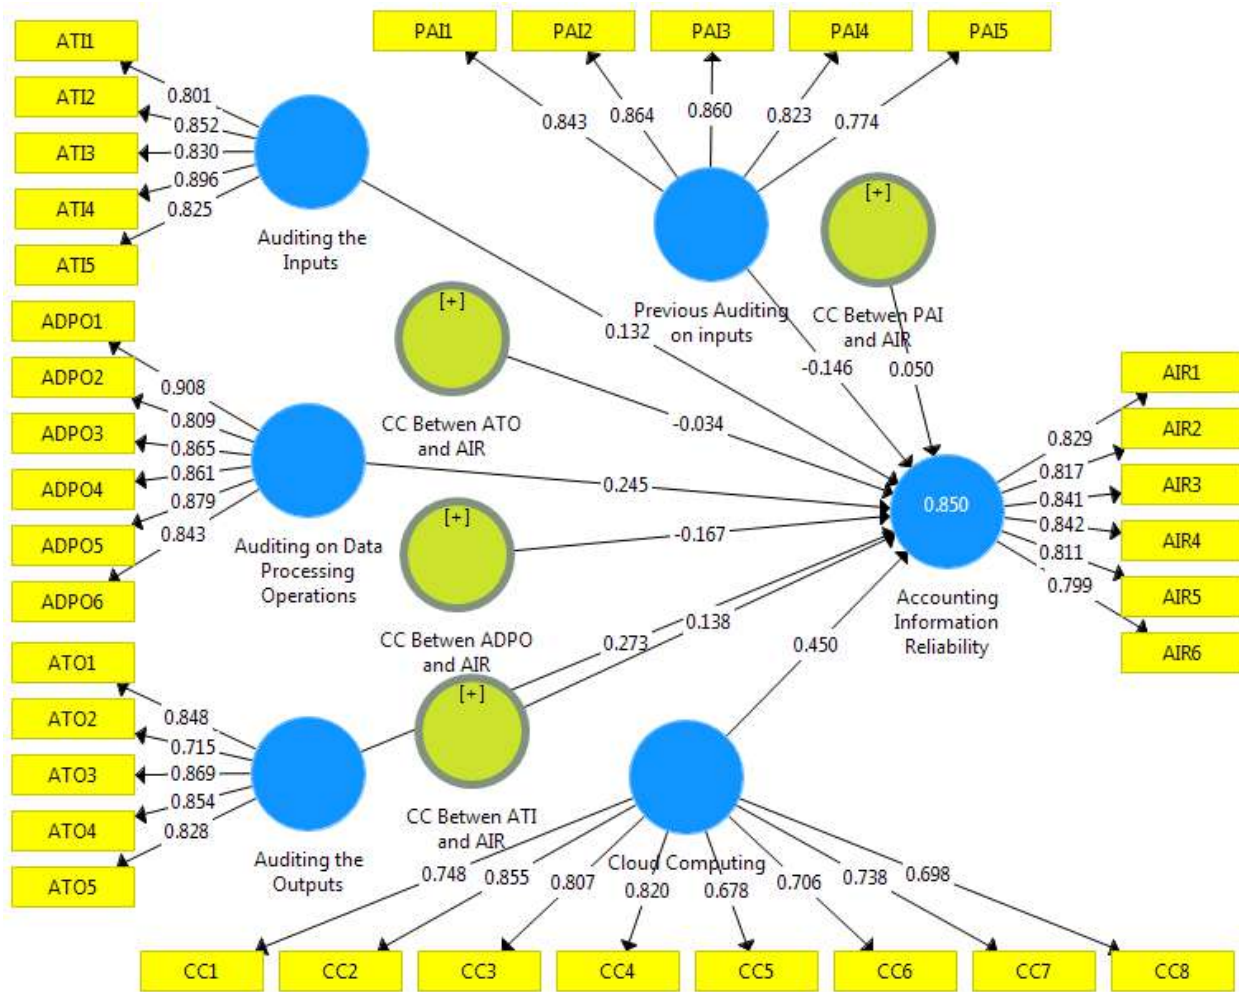 ATI1
ATI2
ATI3
ATI4
ATI5
0.801
0.852
0.830
0.896
0.825
Auditing the
Inputs
PAI1
PAI2
PAI3
PAI4
PAI5
0.843
0.864
0.860
0.823
0.774
Previous Auditing
on inputs
[+]
CC Betwen PAI
and AIR
0.132
-0.146
0.050
[+]
CC Betwen ATO
and AIR
-0.034
ADPO1
ADPO2
ADPO3
ADPO4
ADPO5
ADPO6
0.908
0.809
0.865
0.861
0.879
0.843
Auditing on Data
Processing
Operations
0.245
[+]
CC Betwen ADPO
and AIR
-0.167
0.850
Accounting
Information
Reliability
AIR1
AIR2
AIR3
AIR4
AIR5
AIR6
0.829
0.817
0.841
0.842
0.811
0.799
ATO1
ATO2
ATO3
ATO4
ATO5
0.848
0.715
0.869
0.854
0.828
Auditing the
Outputs
0.273
0.138
[+]
CC Betwen ATI
and AIR
0.450
Cloud Computing
0.748
0.855
0.807
0.820
0.678
0.706
0.738
0.698
CC1
CC2
CC3
CC4
CC5
CC6
CC7
CC8